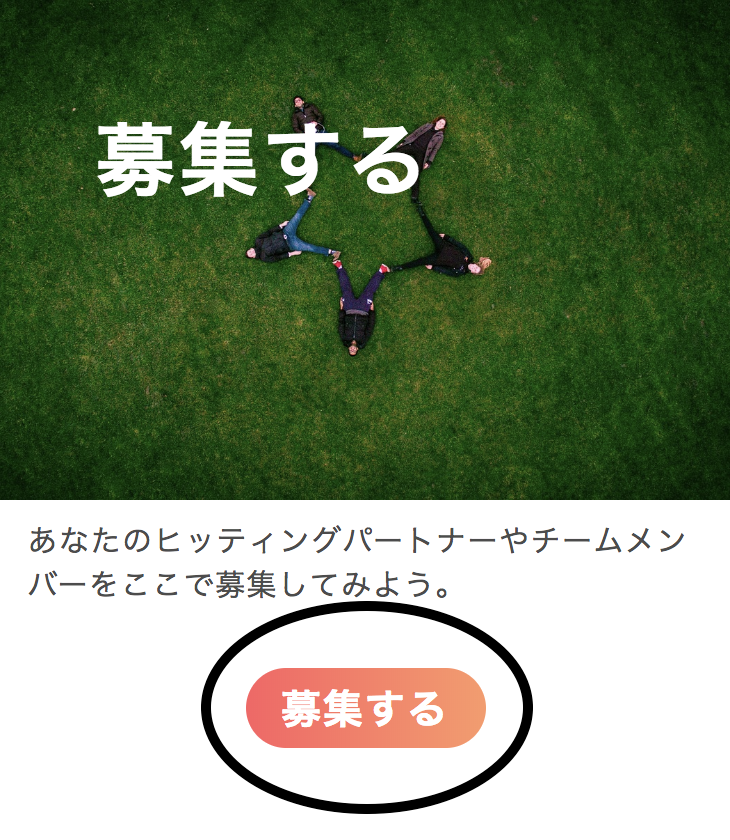 募集する
あなたのヒッティングパートナーやチームメン
バーをここで募集してみよう。
募集する